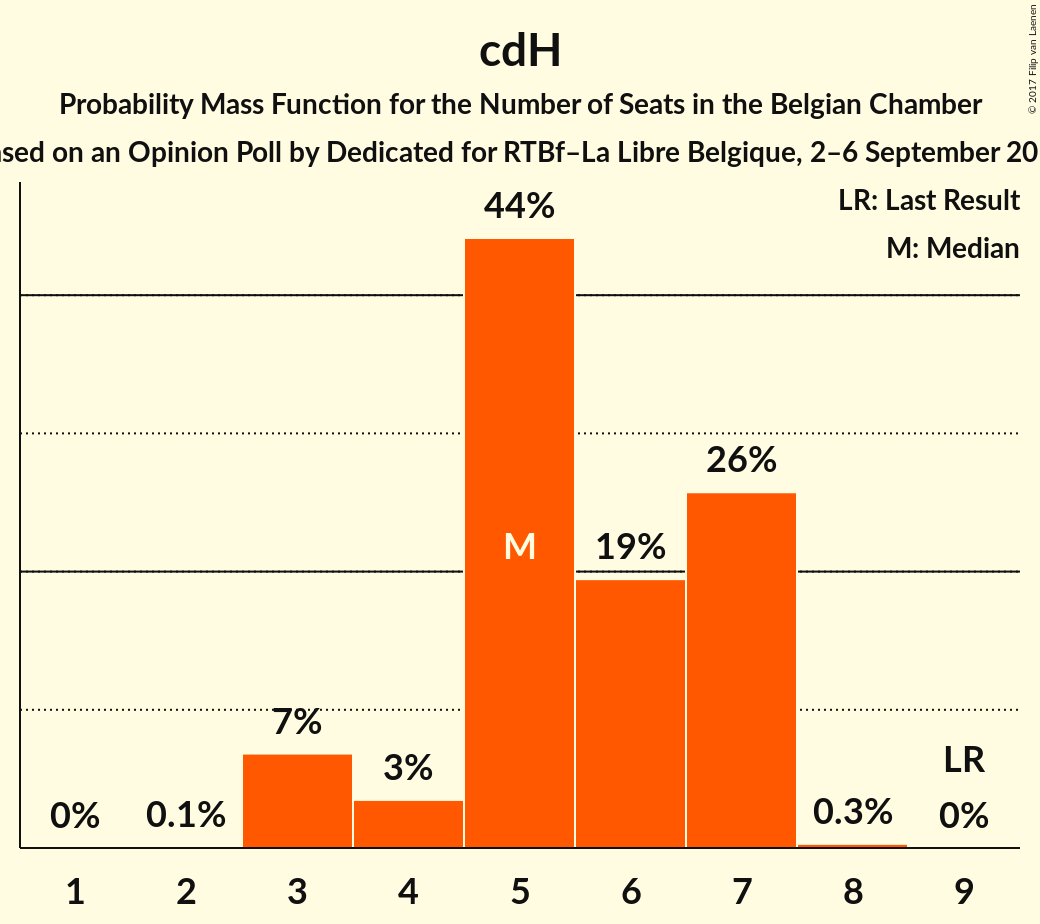 cdH
Probability Mass Function for the Number of Seats in the Belgian Chamber
on an Opinion Poll by Dedicated for RTBf–La Libre Belgique, 2–6 September
© 2017 Filip van Laenen
LR: Last Result
M: Median
44%
26%
M
19%
7%
3%
LR
0%
0.1%
0.3%
0%
1 2 3 4 5 6 7 8 9